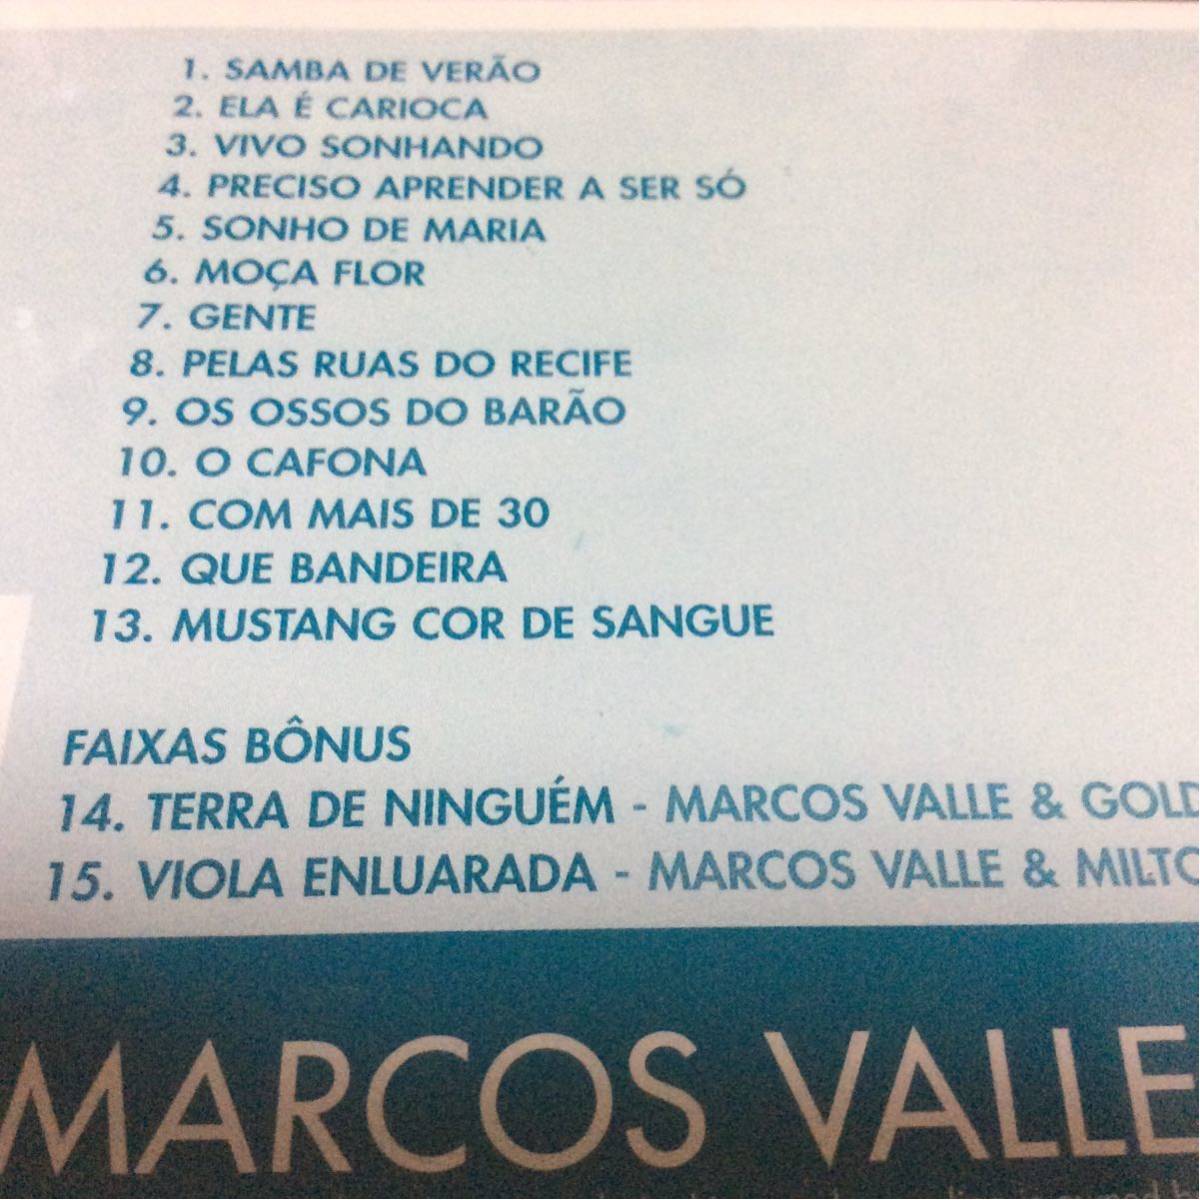 1. SAMBA DE VERÃO
2. ELA É CARIOCA
3. VIVO SONHANDO
4. PRECISO APRENDER A SER SÓ
5. SONHO DE MARIA
6. MOÇA FLOR
7. GENTE
8. PELAS RUAS DO RECIFE
9. OS OSSOS DO BARÃO
10. O CAFONA
11. COM MAIS DE 30
12. QUE BANDEIRA
13. MUSTANG COR DE SANGUE
FAIXAS BÔNUS
14. TERRA DE NINGUÉM - MARCOS VALLE & GOLD
15. VIOLA ENLUARADA - MARCOS VALLE & MILTO
MARCOS VALLE